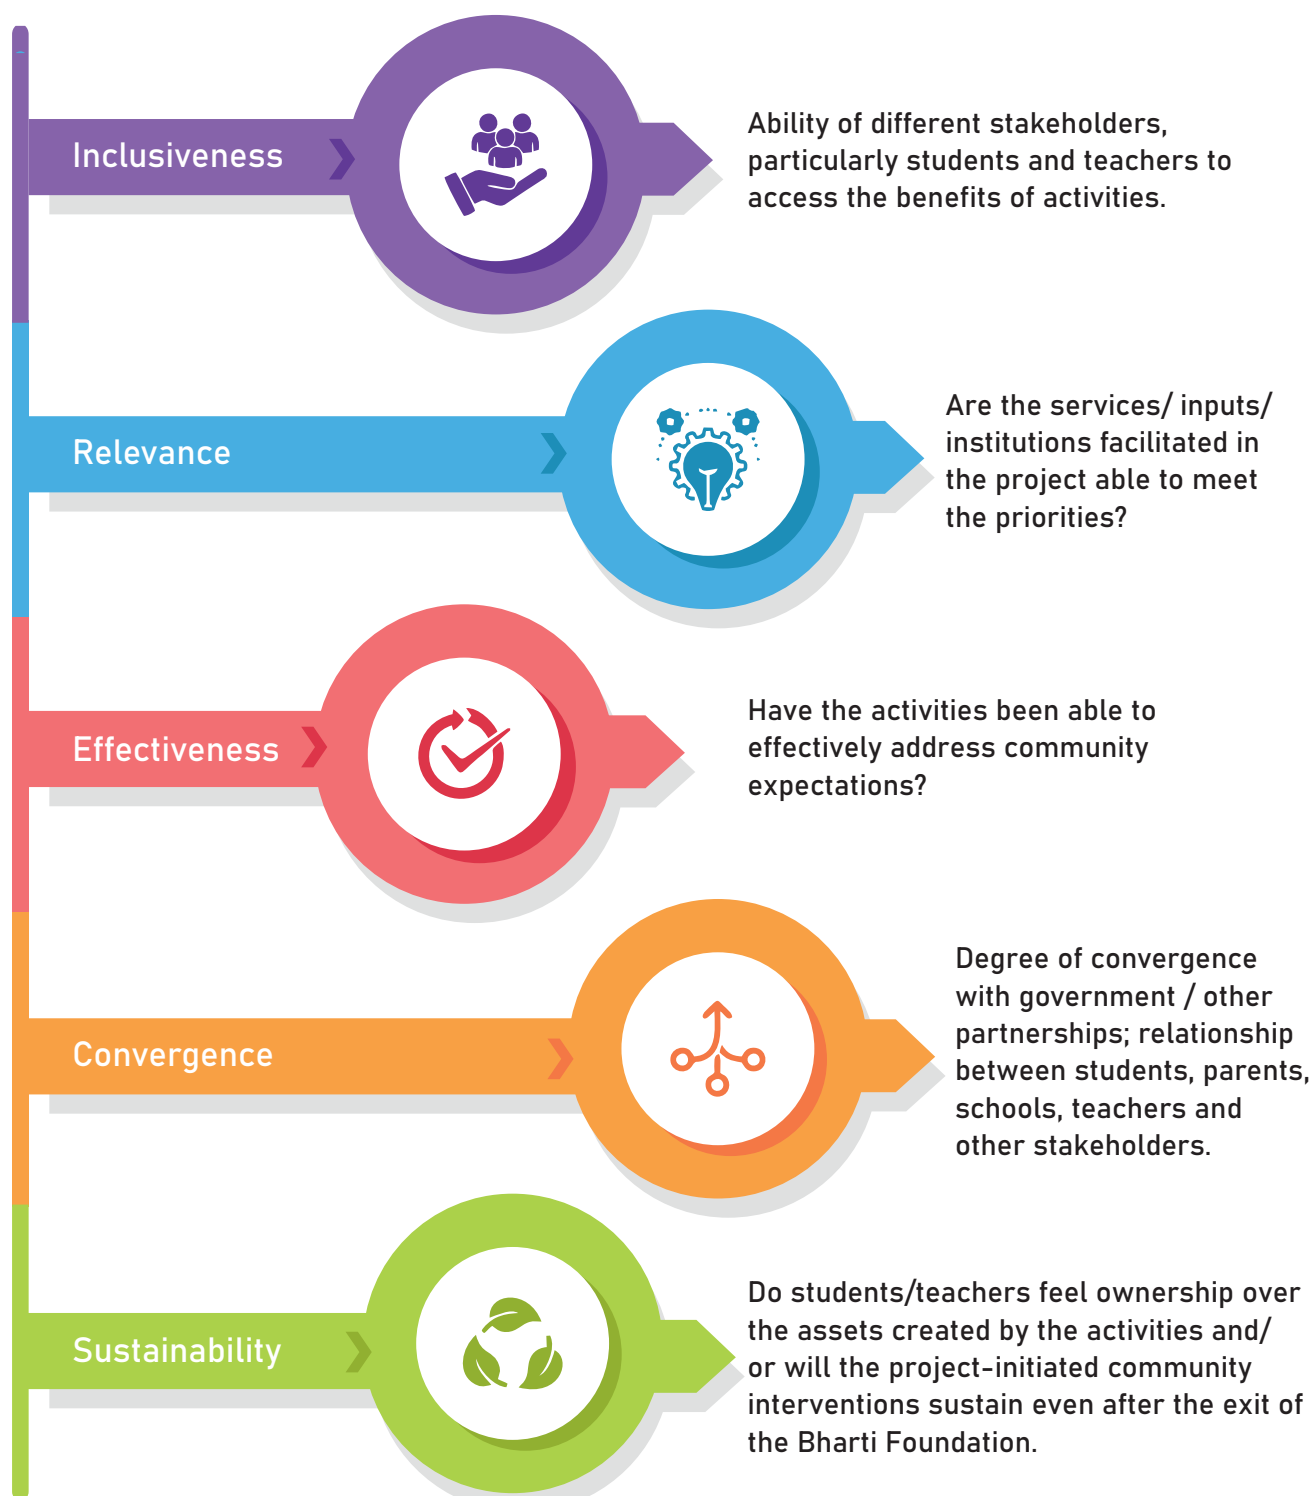 Inclusiveness
Ability of different stakeholders,
particularly students and teachers to
access the benefits of activities.
Relevance
Are the services/ inputs/
institutions facilitated in
the project able to meet
the priorities?
Effectiveness
Have the activities been able to
effectively address community
expectations?
Convergence
Degree of convergence
with government / other
partnerships; relationship
between students, parents,
schools, teachers and
other stakeholders.
Sustainability
Do students/teachers feel ownership over
the assets created by the activities and/
or will the project-initiated community
interventions sustain even after the exit of
the Bharti Foundation.